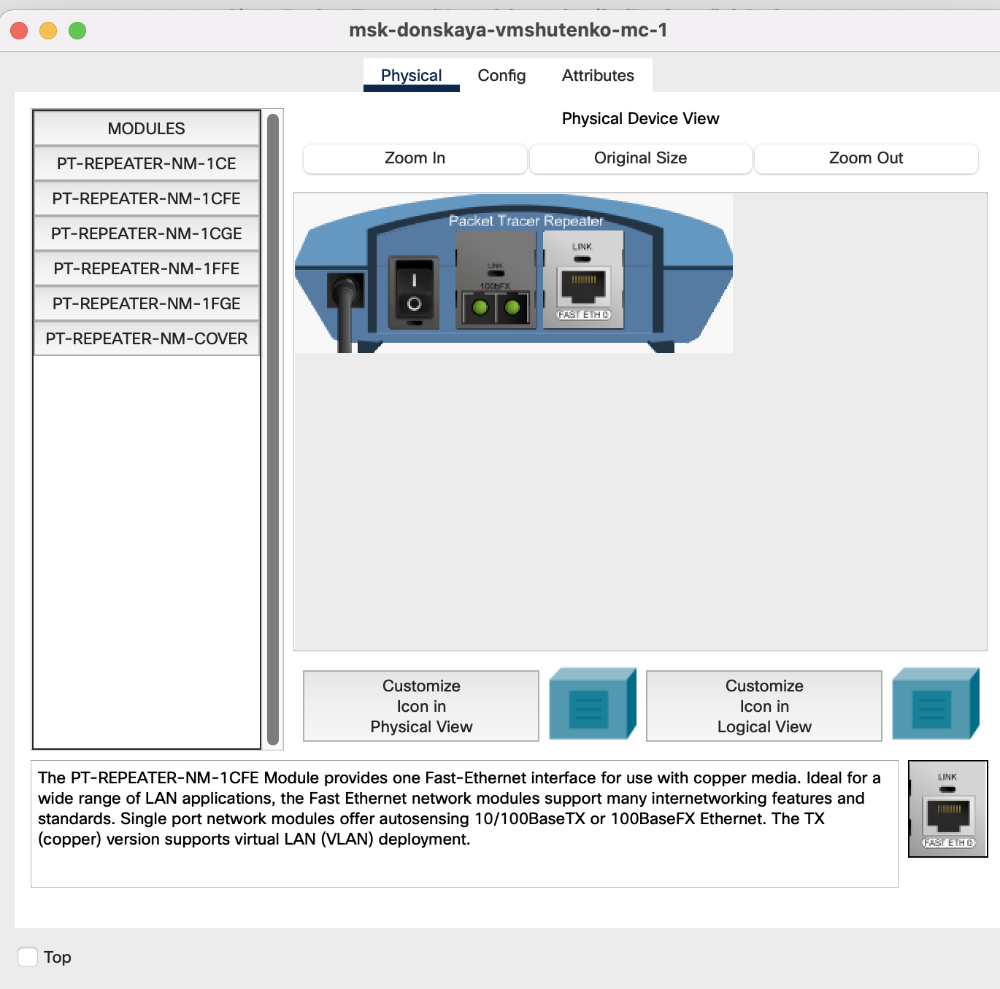 msk-donskaya-vmshutenko-mc-1
Physical
Config
Attributes
MODULES
PT-REPEATER-NM-1CE
PT-REPEATER-NM-1CFE
PT-REPEATER-NM-1CGE
PT-REPEATER-NM-1FFE
PT-REPEATER-NM-1FGE
PT-REPEATER-NM-COVER
Physical Device View
Zoom In
Original Size
Zoom Out
Packet Tracer Repeater
LINK
100bFX
LINK
FAST ETH 0
Customize
Icon in
Physical View
Customize
Icon in
Logical View
The PT-REPEATER-NM-1CFE Module provides one Fast-Ethernet interface for use with copper media. Ideal for a
wide range of LAN applications, the Fast Ethernet network modules support many internetworking features and
standards. Single port network modules offer autosensing 10/100BaseTX or 100BaseFX Ethernet. The TX
(copper) version supports virtual LAN (VLAN) deployment.
LINK
FAST ETH 0
Top